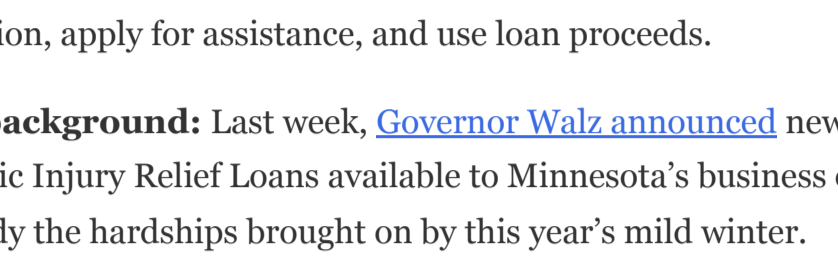 ion, apply for assistance, and use loan proceeds.
background: Last week, Governor Walz announced new
ic Injury Relief Loans available to Minnesota’s business
dy the hardships brought on by this year’s mild winter.